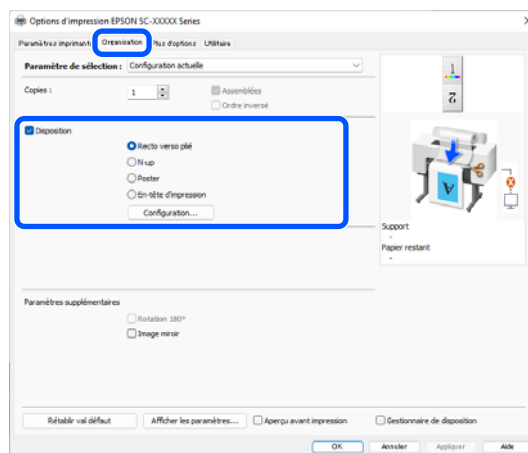 Options d'impression EPSON SC-XXXXX Series
Paramètres imprimante Organisation Plus d'options Utilitaire
Paramètre de sélection : Configuration actuelle
Copies : 1 Assemblées
Ordre inversé
Disposition
Recto verso plié
N-up
Poster
En-tête d'impression
Configuration...
1
2
A
Support
-
Papier restant
-
Paramètres supplémentaires
Rotation 180°
Image miroir
Rétablir val défaut Afficher les paramètres... Aperçu avant impression Gestionnaire de disposition
OK Annuler Appliquer Aide